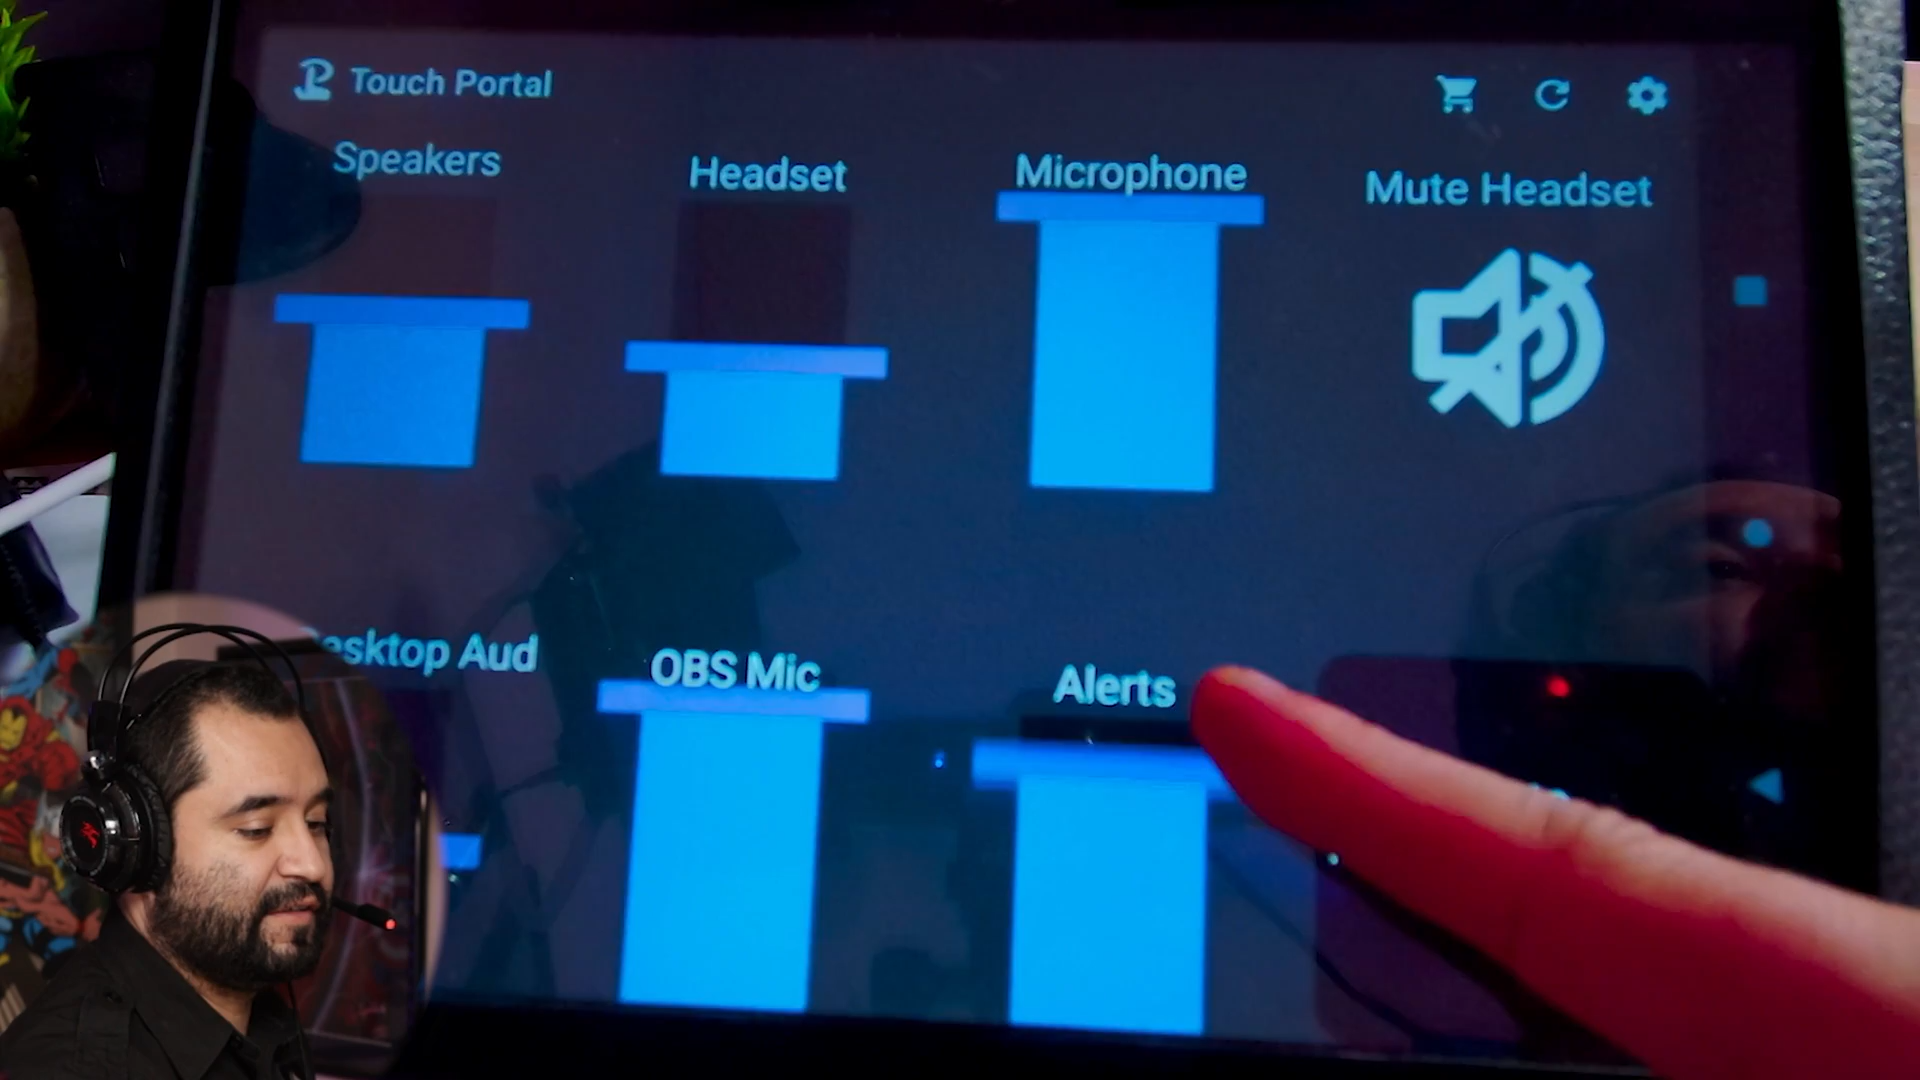 Touch Portal
Speakers
Headset
Microphone
Mute Headset
esktop Aud
OBS Mic
Alerts